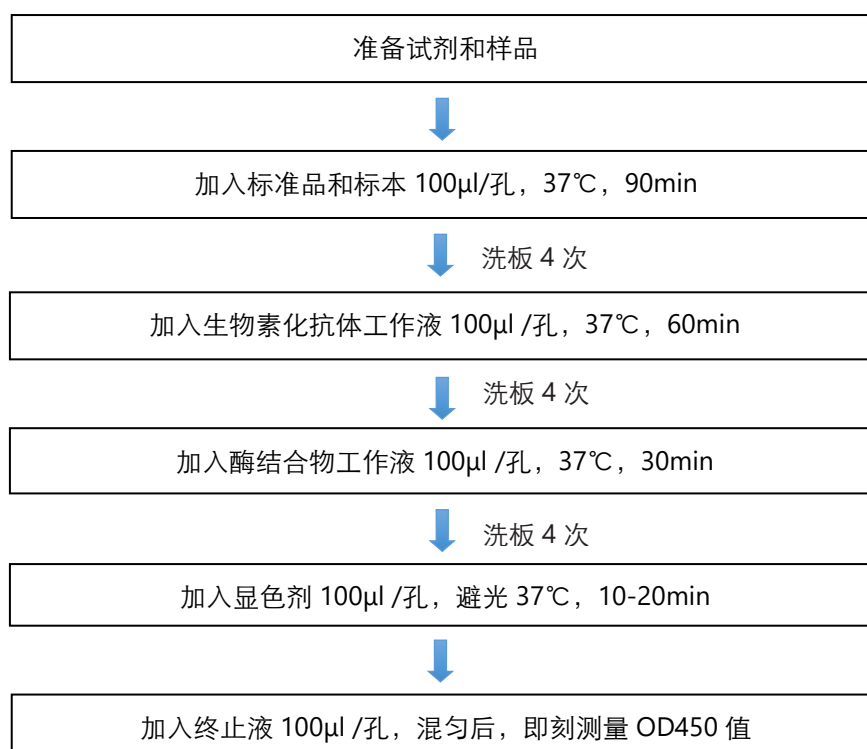 准备试剂和样品
加入标准品和标本 100μl/孔，37℃，90min
洗板 4 次
加入生物素化抗体工作液 100μl /孔，37℃，60min
洗板 4 次
加入酶结合物工作液 100μl /孔，37℃，30min
洗板 4 次
加入显色剂 100μl /孔，避光 37℃，10-20min
加入终止液 100μl /孔，混匀后，即刻测量 OD450 值